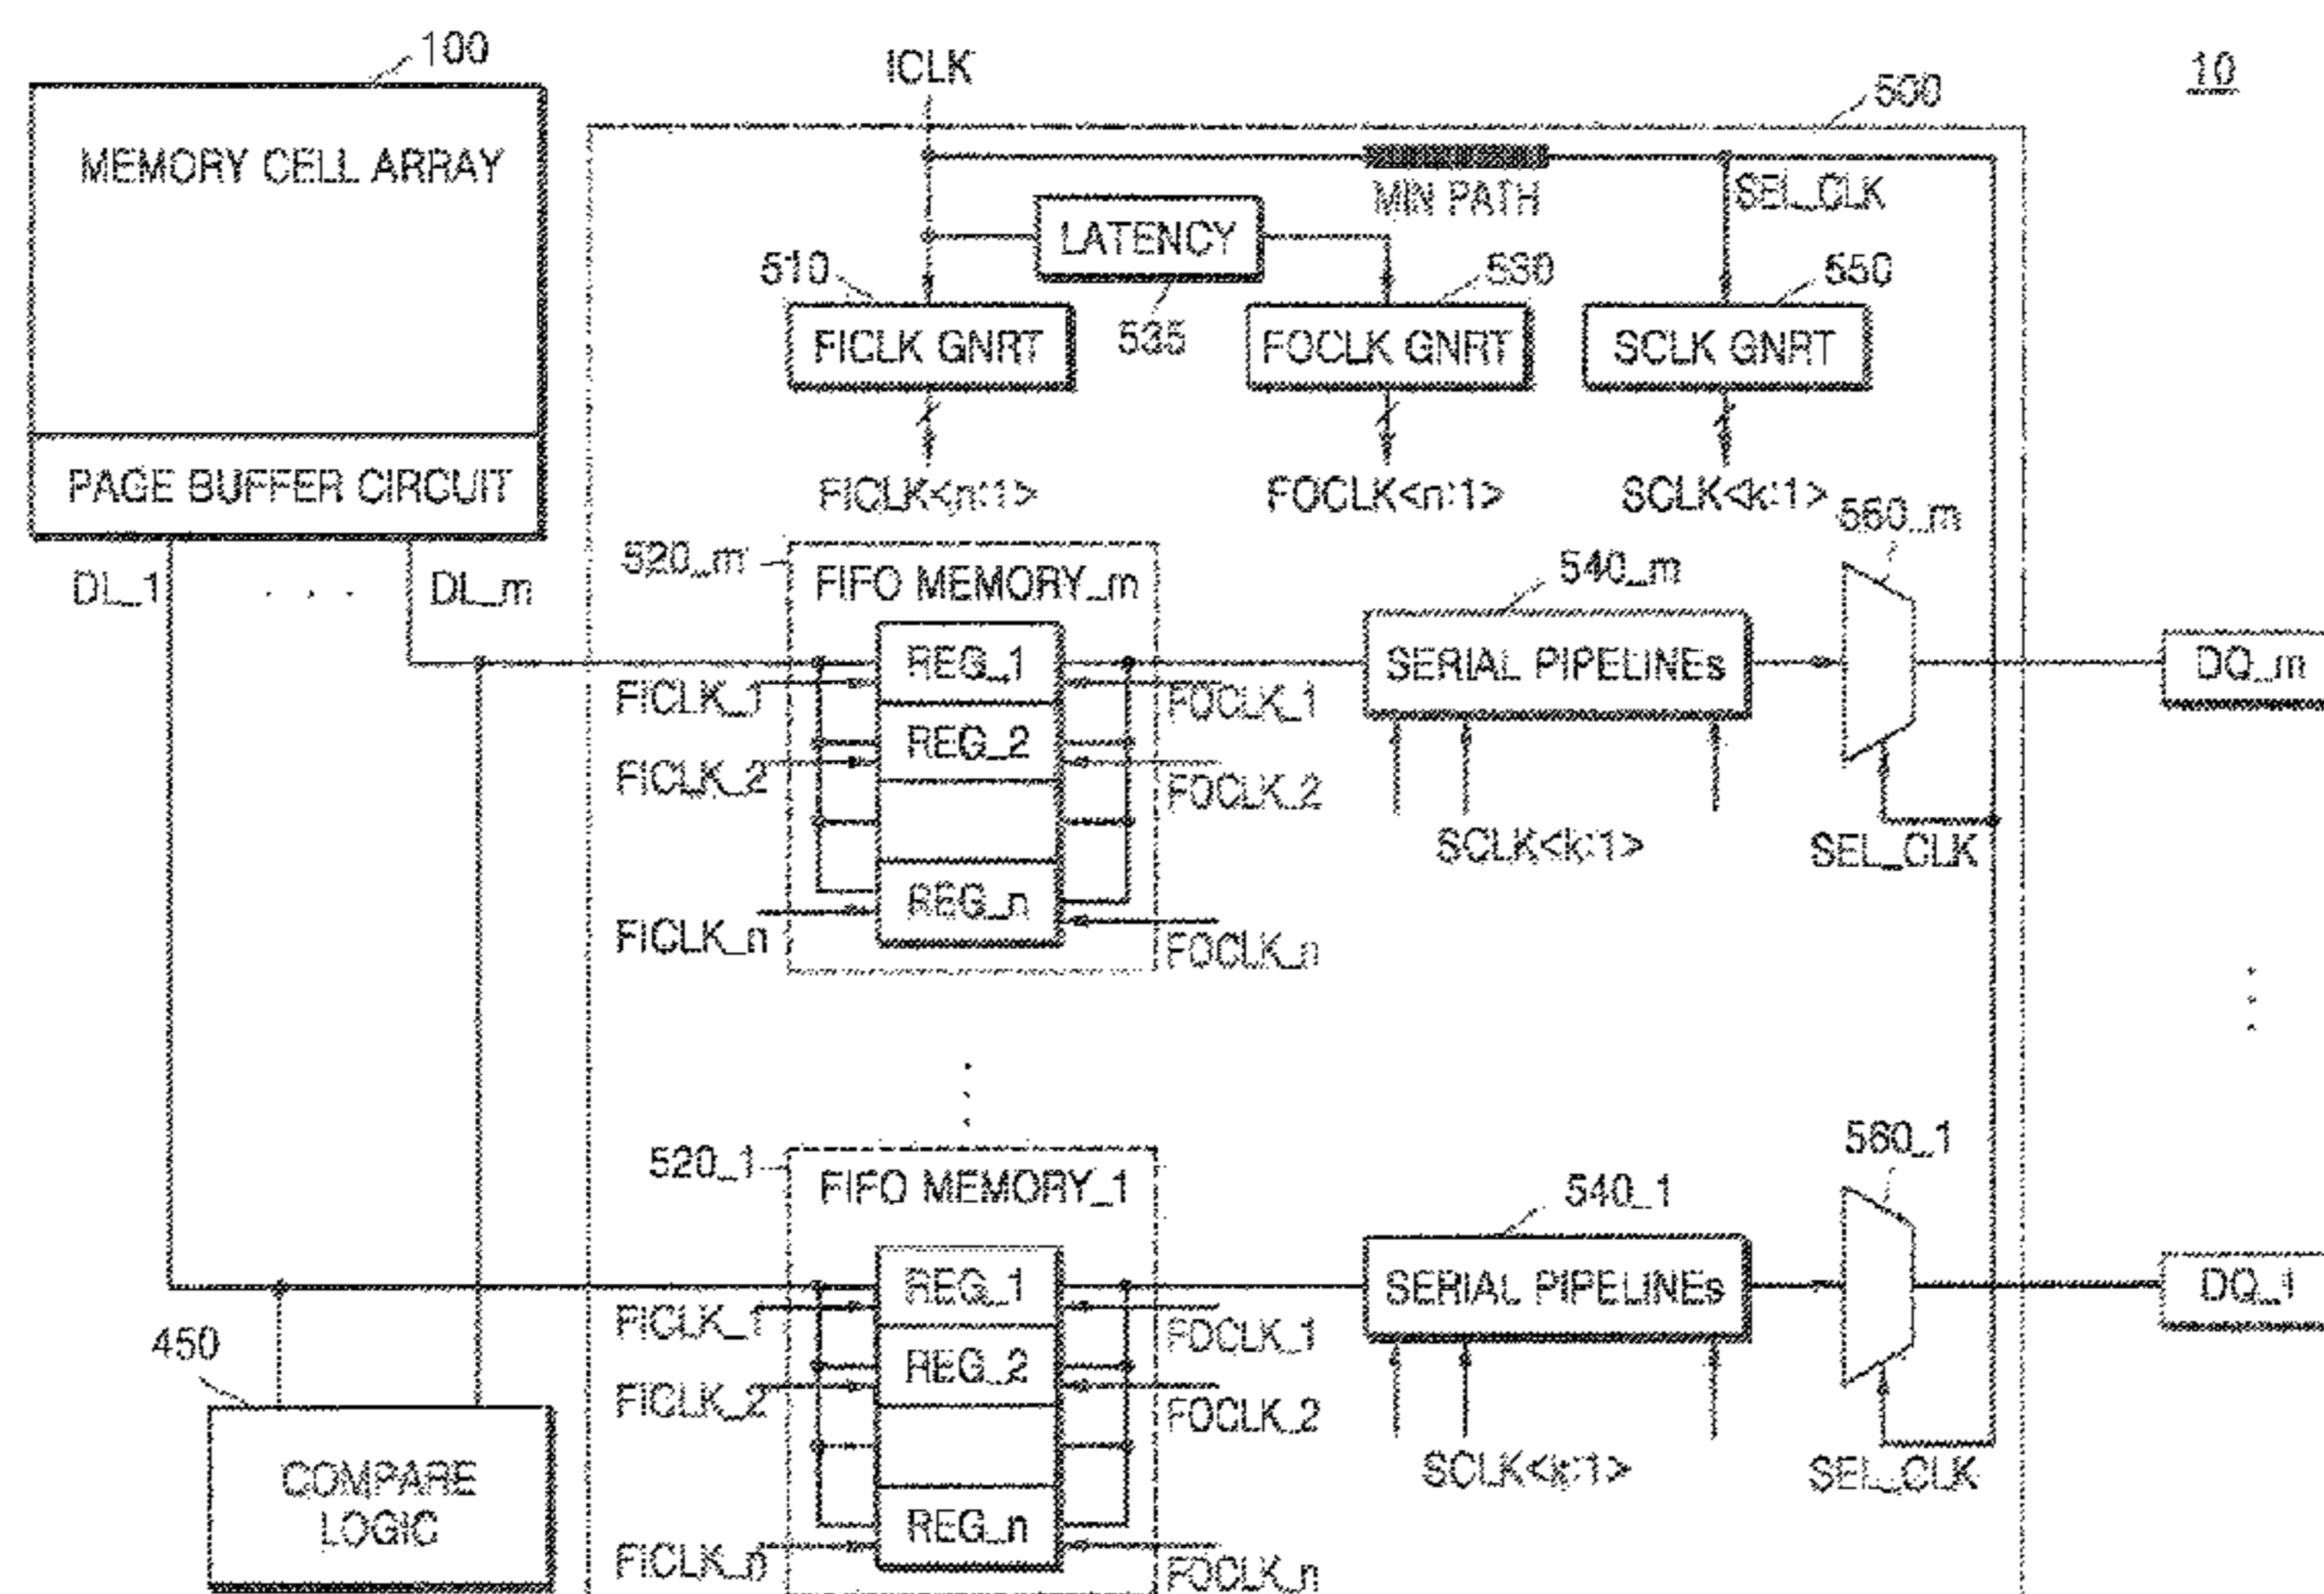 100
ICLK
10
500
MEMORY CELL ARRAY
MIN PATH
SEL_CLK
LATENCY
510
535
530
550
FICLK GNRT
FOCLK GNRT
SCLK GNRT
PAGE BUFFER CIRCUIT
FICLK<n:1>
FOCLK<n:1>
SCLK<k:1>
560_m
DL_1
. . .
DL_m
520_m
FIFO MEMORY_m
540_m
REG_1
SERIAL PIPELINEs
DQ_m
FICLK_1
FOCLK_1
REG_2
FICLK_2
FOCLK_2
SCLK<k:1>
SEL_CLK
REG_n
FICLK_n
FOCLK_n
520_1
FIFO MEMORY_1
540_1
560_1
REG_1
SERIAL PIPELINEs
DQ_1
FICLK_1
FOCLK_1
450
REG_2
FICLK_2
FOCLK_2
COMPARE
LOGIC
SCLK<k:1>
SEL_CLK
REG_n
FICLK_n
FOCLK_n